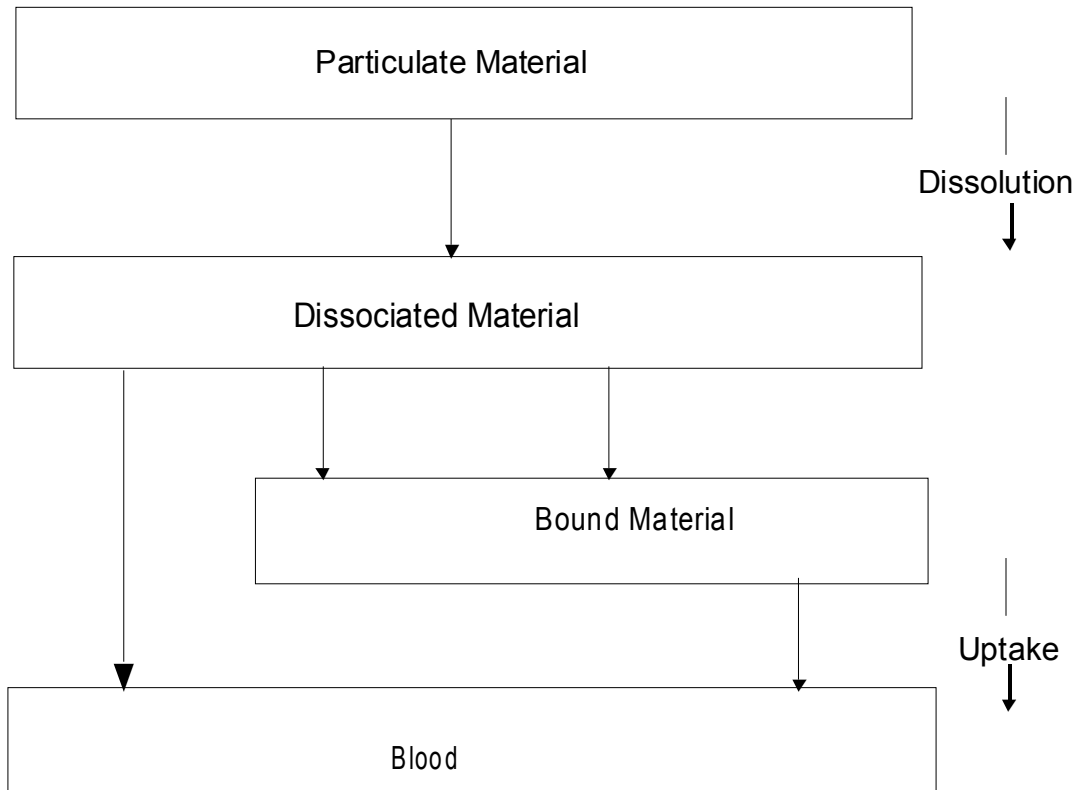 Particulate Material
Dissolution
Dissociated Material
Bound Material
Uptake
Blood